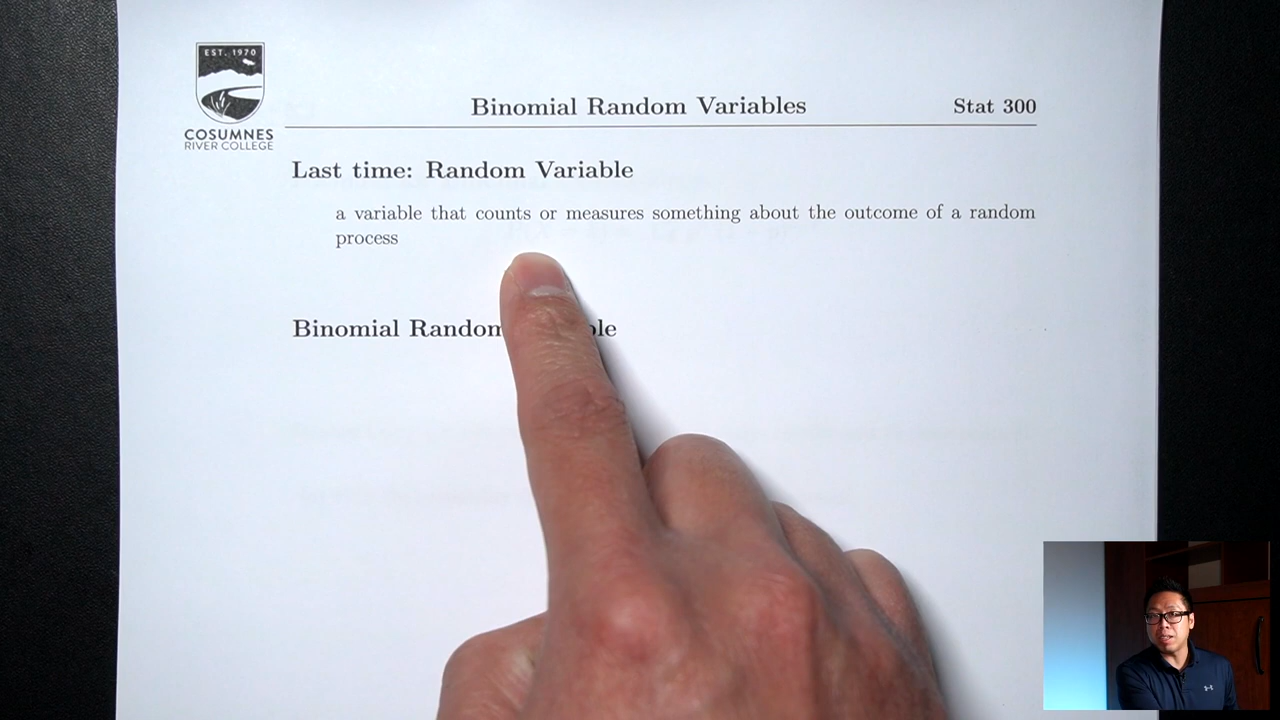 EST. 1970
COSUMNES
RIVER COLLEGE
Binomial Random Variables
Stat 300
Last time: Random Variable
a variable that counts or measures something about the outcome of a random
process
Binomial Random